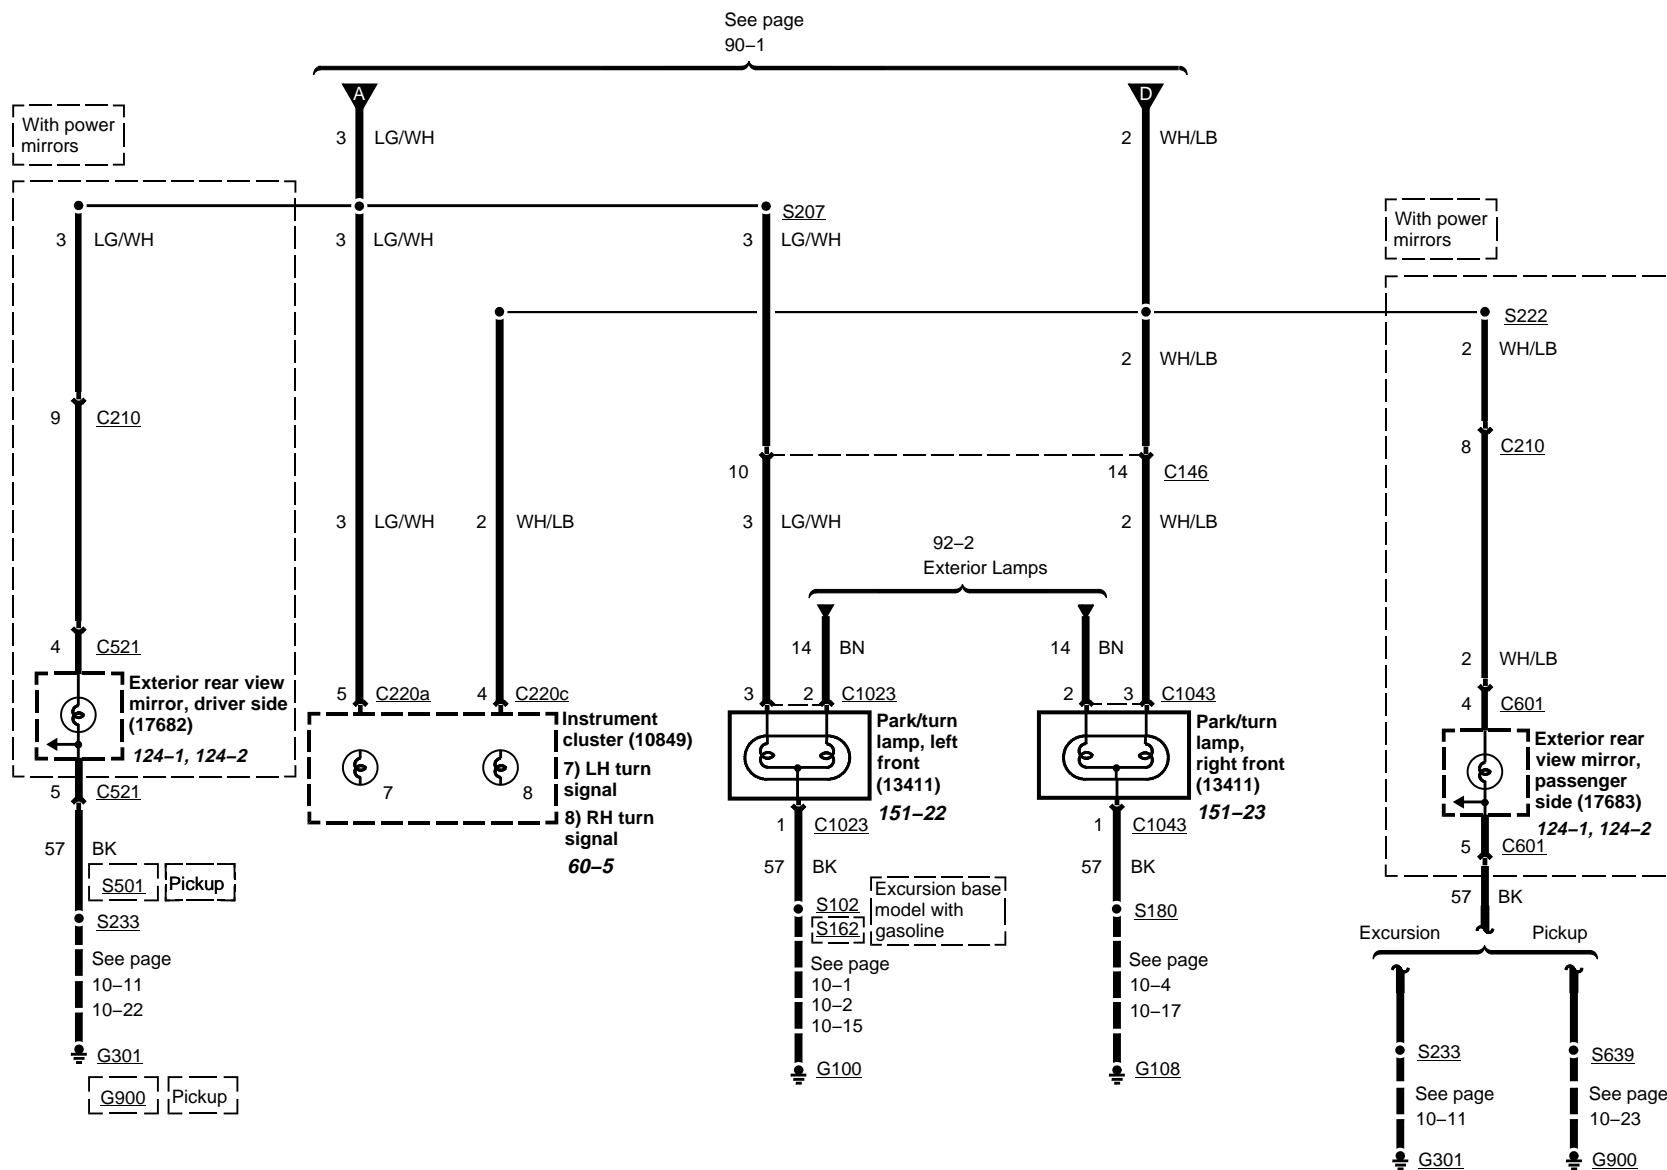 See page
90–1
A
D
With power
mirrors
3 LG/WH
2 WH/LB
S207
3 LG/WH
3 LG/WH
3 LG/WH
With power
mirrors
S222
2 WH/LB
2 WH/LB
9 C210
8 C210
10
14 C146
3 LG/WH
2 WH/LB
3 LG/WH
2 WH/LB
92–2
Exterior Lamps
14 BN
14 BN
4 C521
2 WH/LB
4 C601
Exterior rear view
mirror, driver side
(17682)
124–1, 124–2
5 C220a
4 C220c
3 2 C1023
2 3 C1043
Instrument
cluster (10849)
7) LH turn
signal
8) RH turn
signal
60–5
7
8
Park/turn
lamp, left
front
(13411)
151–22
Park/turn
lamp,
right front
(13411)
151–23
Exterior rear
view mirror,
passenger
side (17683)
124–1, 124–2
5 C521
1 C1023
1 C1043
5 C601
57 BK
57 BK
57 BK
57 BK
S501 Pickup
S233
See page
10–11
10–22
G301
G900 Pickup
S102
S162
Excursion base
model with
gasoline
See page
10–1
10–2
10–15
G100
S180
See page
10–4
10–17
G108
Excursion
Pickup
S233
See page
10–11
G301
S639
See page
10–23
G900